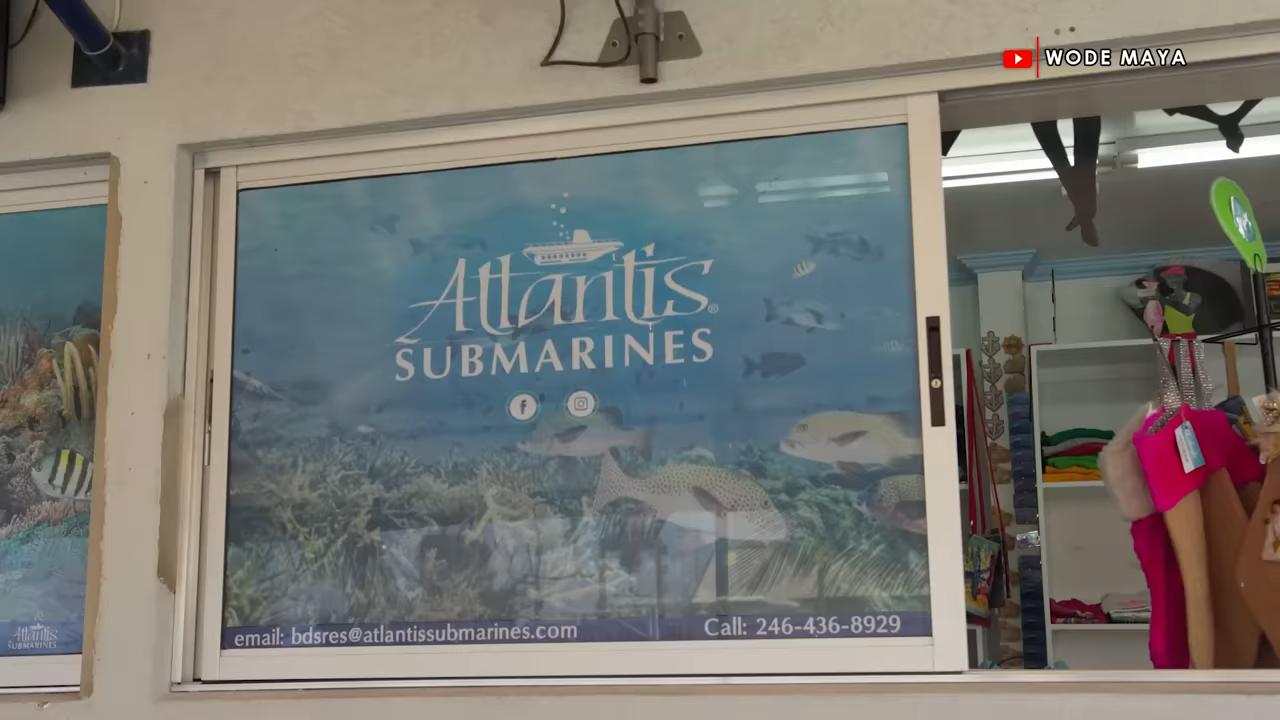 WODE MAYA
Atlantis®
SUBMARINES
email: bdsres@atlantissubmarines.com
Call: 246-436-8929
Atlantis
SUBMARINES